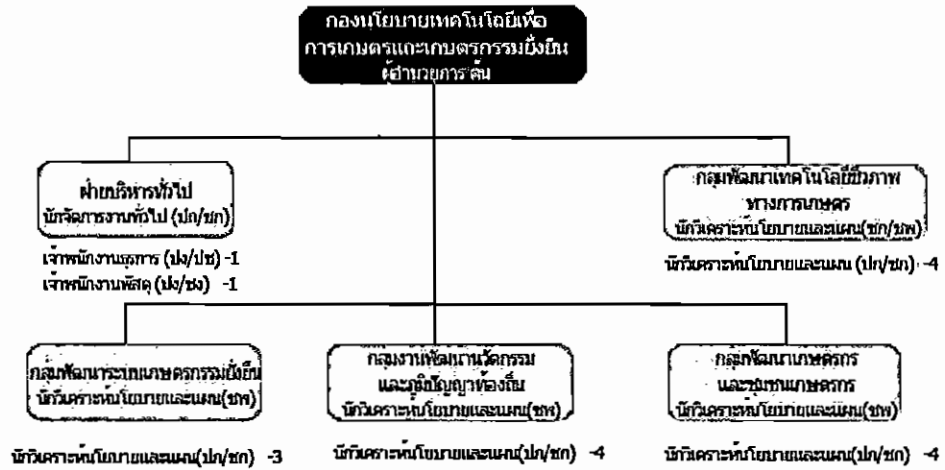 กองนโยบายเทคโนโลยีเพื่อ
การเกษตรและเกษตรกรรมยั่งยืน
ผู้อำนวยการ ต้น
ฝ่ายบริหารทั่วไป
นักจัดการงานทั่วไป (ปก/ชก)
เจ้าพนักงานธุรการ (ปง/ปช) -1
เจ้าพนักงานพัสดุ (ปง/ชง) -1
กลุ่มพัฒนาเทคโนโลยีชีวภาพ
ทางการเกษตร
นักวิเคราะห์นโยบายและแผน(ชก/ชพ)
นักวิเคราะห์นโยบายและแผน (ปก/ชก) -4
กลุ่มพัฒนาระบบเกษตรกรรมยั่งยืน
นักวิเคราะห์นโยบายและแผน(ชพ)
นักวิเคราะห์นโยบายและแผน(ปก/ชก) -3
กลุ่มงานพัฒนานวัตกรรม
และภูมิปัญญาท้องถิ่น
นักวิเคราะห์นโยบายและแผน(ชพ)
นักวิเคราะห์นโยบายและแผน(ปก/ชก) -4
กลุ่มพัฒนาเกษตรกร
และชุมชนเกษตรกร
นักวิเคราะห์นโยบายและแผน(ชพ)
นักวิเคราะห์นโยบายและแผน(ปก/ชก) -4